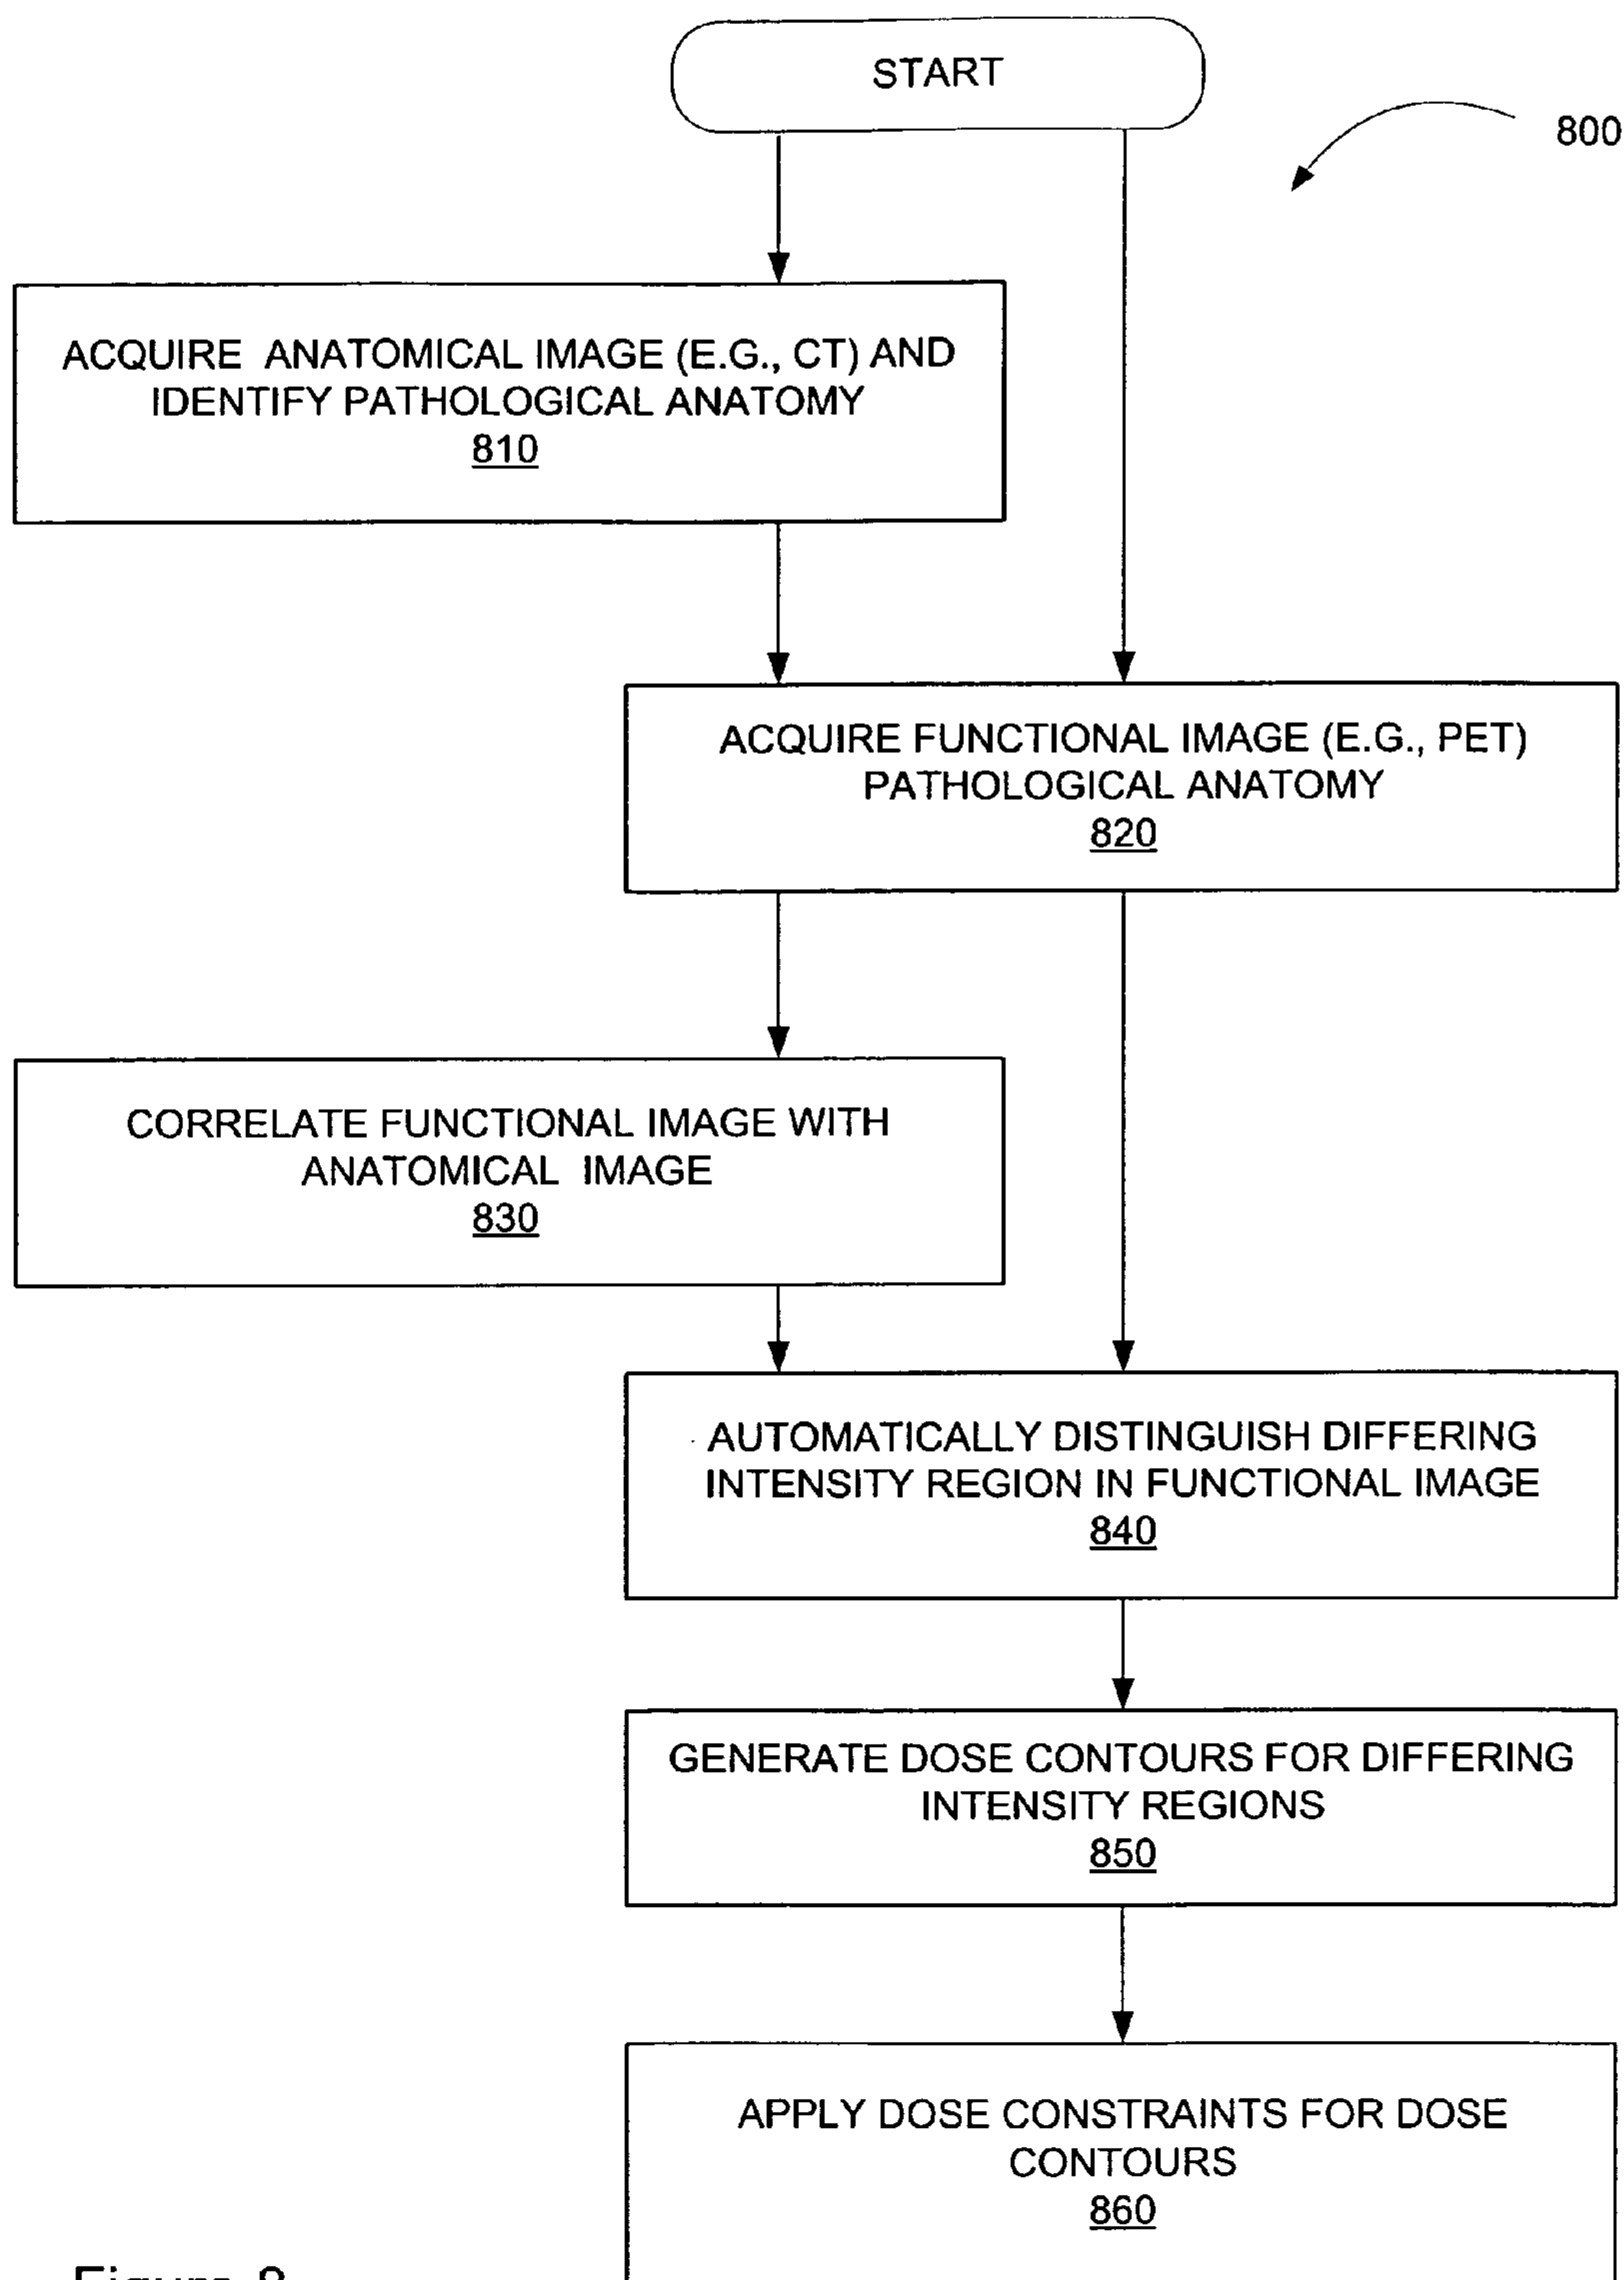 START
800
ACQUIRE ANATOMICAL IMAGE (E.G., CT) AND
IDENTIFY PATHOLOGICAL ANATOMY
810
ACQUIRE FUNCTIONAL IMAGE (E.G., PET)
PATHOLOGICAL ANATOMY
820
CORRELATE FUNCTIONAL IMAGE WITH
ANATOMICAL IMAGE
830
AUTOMATICALLY DISTINGUISH DIFFERING
INTENSITY REGION IN FUNCTIONAL IMAGE
840
GENERATE DOSE CONTOURS FOR DIFFERING
INTENSITY REGIONS
850
APPLY DOSE CONSTRAINTS FOR DOSE
CONTOURS
860
Figure 8